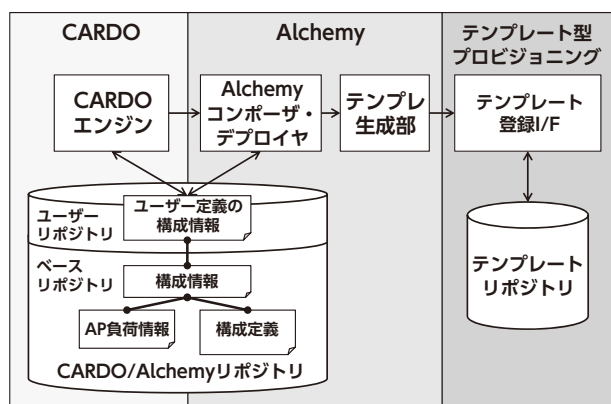 CARDO
Alchemy
テンプレート型
プロビジョニング
CARDO
エンジン
Alchemy
コンポーザ・
デプロイヤ
テンプレ
生成部
テンプレート
登録I/F
ユーザー
リポジトリ
ユーザー定義の
構成情報
ベース
リポジトリ
構成情報
AP負荷情報
構成定義
CARDO/Alchemyリポジトリ
テンプレート
リポジトリ